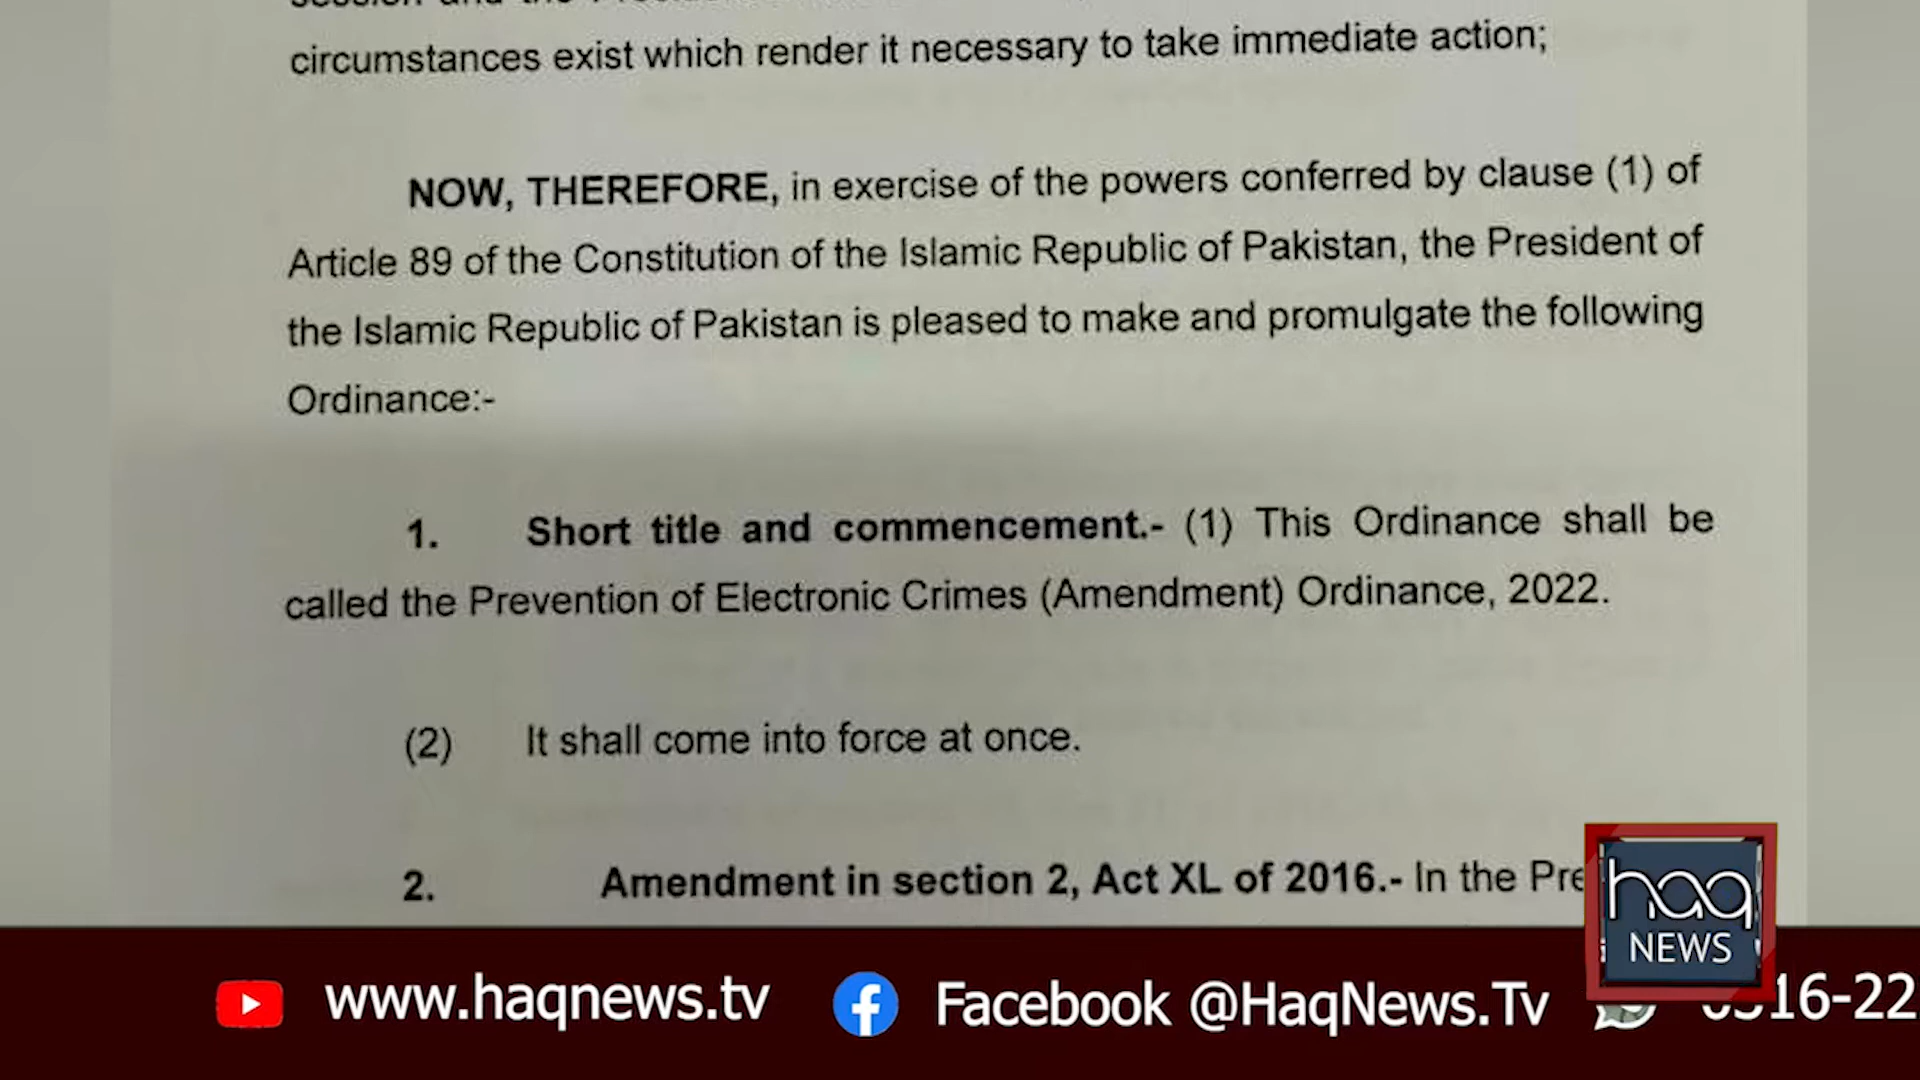 circumstances exist which render it necessary to take immediate action;
NOW, THEREFORE, in exercise of the powers conferred by clause (1) of
Article 89 of the Constitution of the Islamic Republic of Pakistan, the President of
the Islamic Republic of Pakistan is pleased to make and promulgate the following
Ordinance:-
1. Short title and commencement.- (1) This Ordinance shall be
called the Prevention of Electronic Crimes (Amendment) Ordinance, 2022.
(2) It shall come into force at once.
2. Amendment in section 2, Act XL of 2016.- In the Pre
haq
NEWS
www.haqnews.tv Facebook @HaqNews.Tv 0316-22